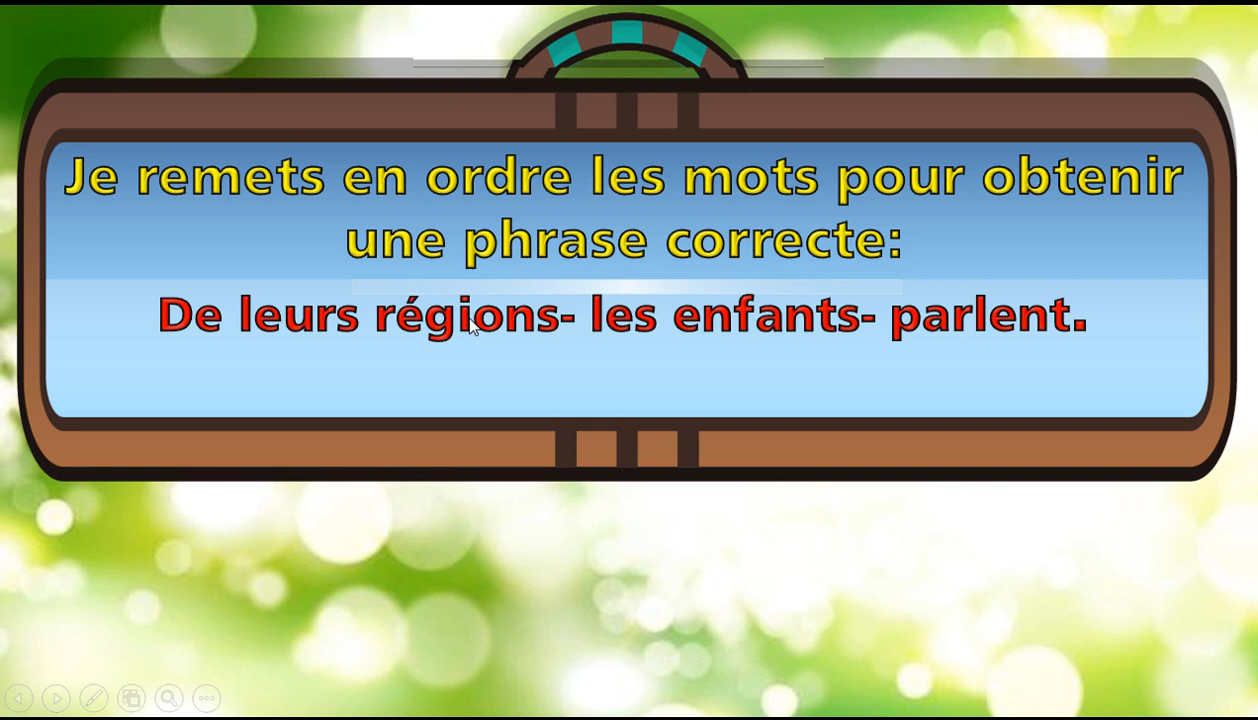 Je remets en ordre les mots pour obtenir
une phrase correcte:
De leurs régions- les enfants- parlent.